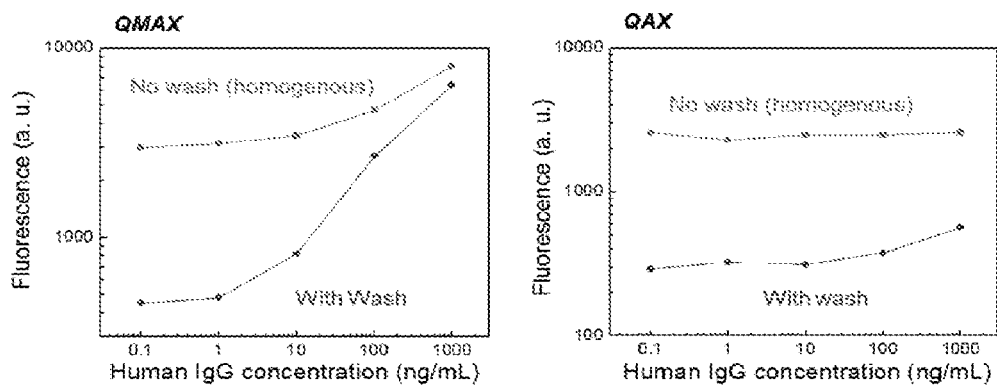 QMAX
10000
No wash (homogenous)
Fluorescence (a. u.)
1000
With Wash
0.1 1 10 100 1000
Human IgG concentration (ng/mL)
QAX
10000
No wash (homogenous)
Fluorescence (a. u.)
1000
With wash
100
0.1 1 10 100 1000
Human IgG concentration (ng/mL)